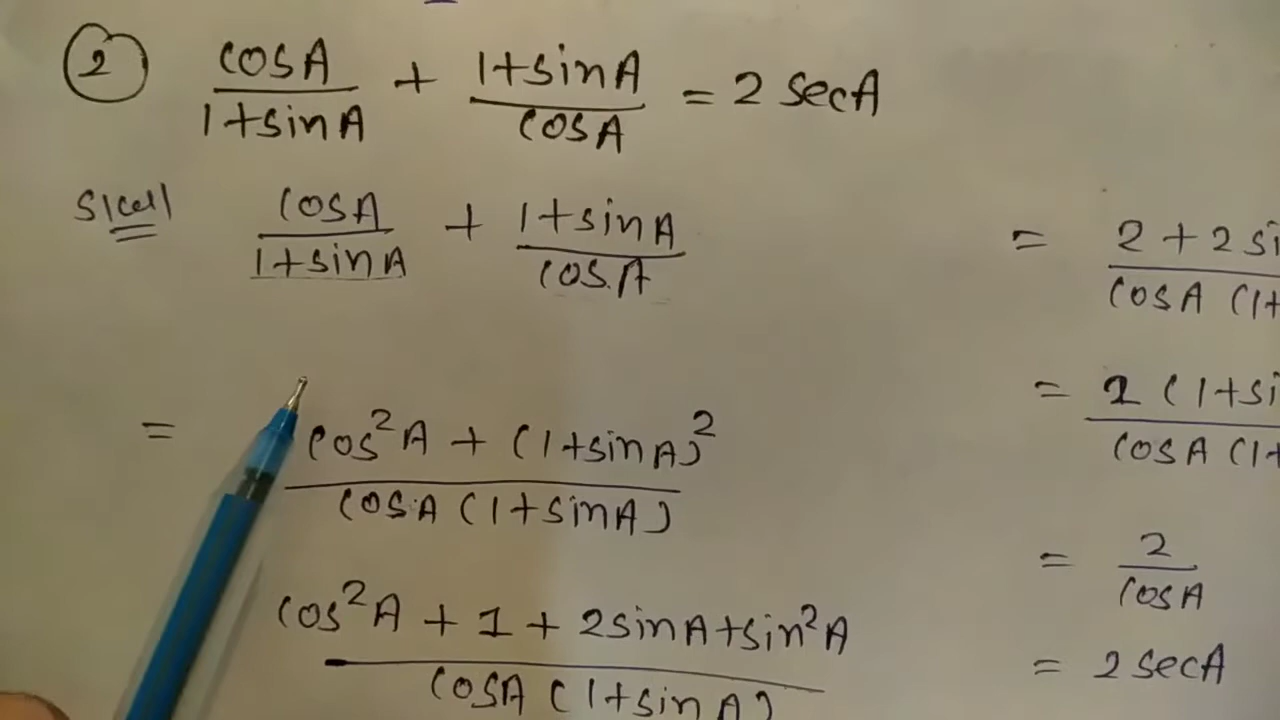 2 cosA/1+sinA + 1+sinA/cosA = 2 secA
cosA/1+sinA + 1+sinA/cosA
= cos²A + (1+sinA)²/cosA (1+sinA)
cos²A + 1 + 2sinA+sin²A/cosA (1+sinA)
= 2 + 2 si/cosA (1+
= 2 (1+si/cosA (1+
= 2/cosA
= 2 secA